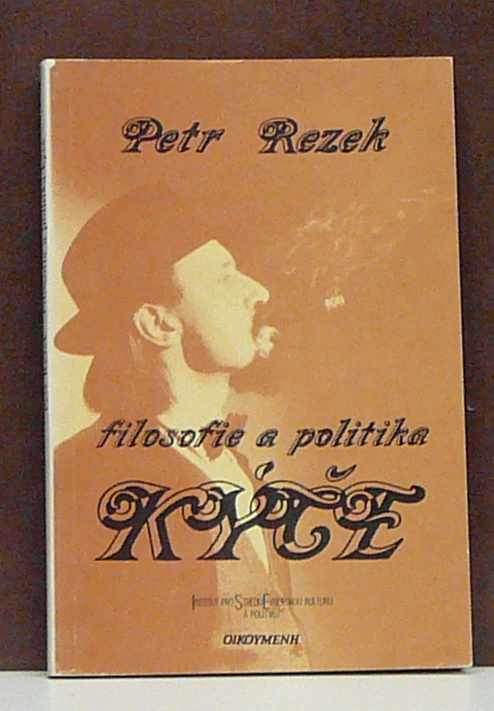 Petr Rezek
filosofie a politika
KÝČE
INSTITUT PRO STŘEDOEVROPSKOU KULTURU
A POLITIKU
OIKOYMENH